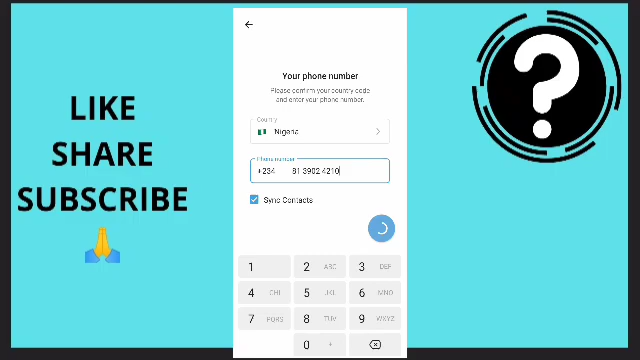 LIKE
SHARE
SUBSCRIBE
Your phone number
Please confirm your country code
and enter your phone number.
Country
Nigeria
Phone number
+234 81 3902 4210
Sync Contacts
1 2 ABC 3 DEF
4 GHI 5 JKL 6 MNO
7 PQRS 8 TUV 9 WXYZ
0 +
?